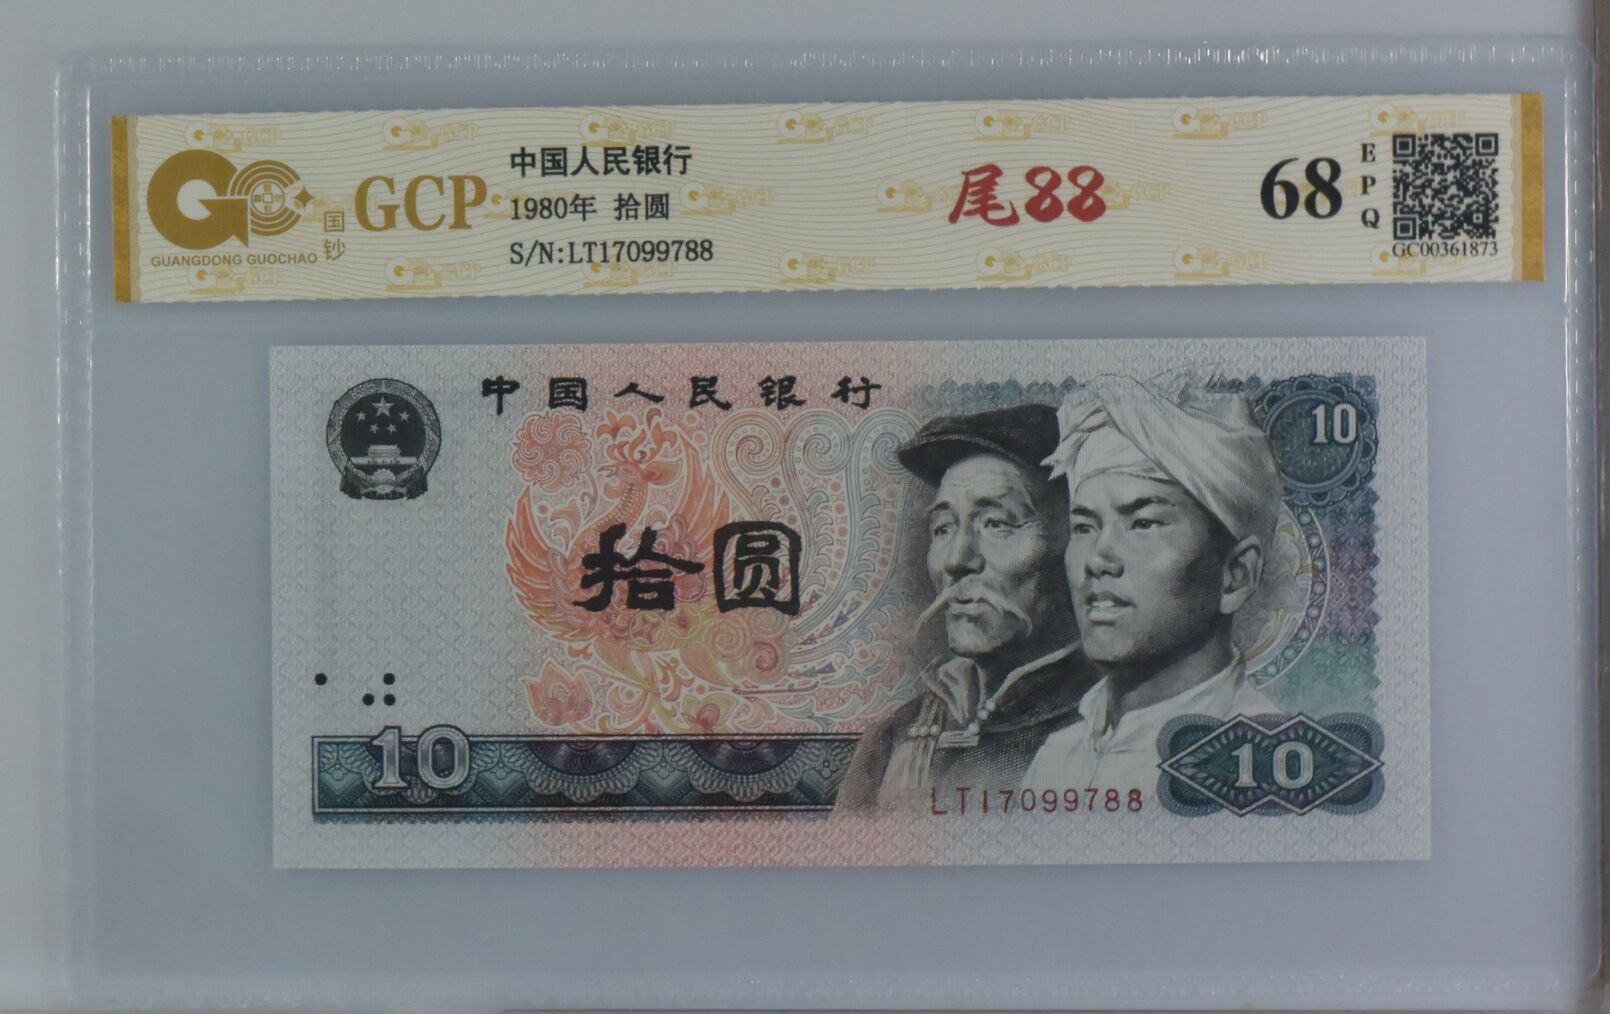 GUANGDONG GUOCHAO
国钞
GCP
中国人民银行
1980年 拾圆
S/N:LT17099788
尾88
68
EPQ
GC00361873
中国人民银行
10
拾圆
10
LT17099788
10